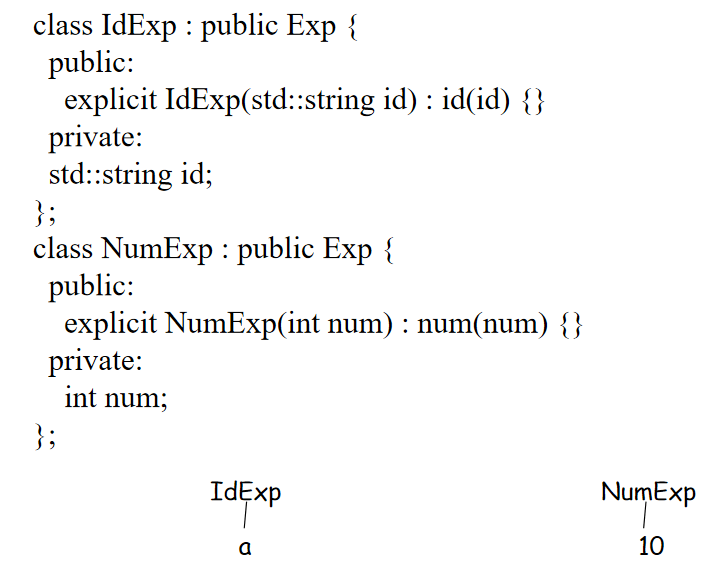 class IdExp : public Exp {
public:
explicit IdExp(std::string id) : id(id) {}
private:
std::string id;
};
class NumExp : public Exp {
public:
explicit NumExp(int num) : num(num) {}
private:
int num;
};
IdExp NumExp
a 10